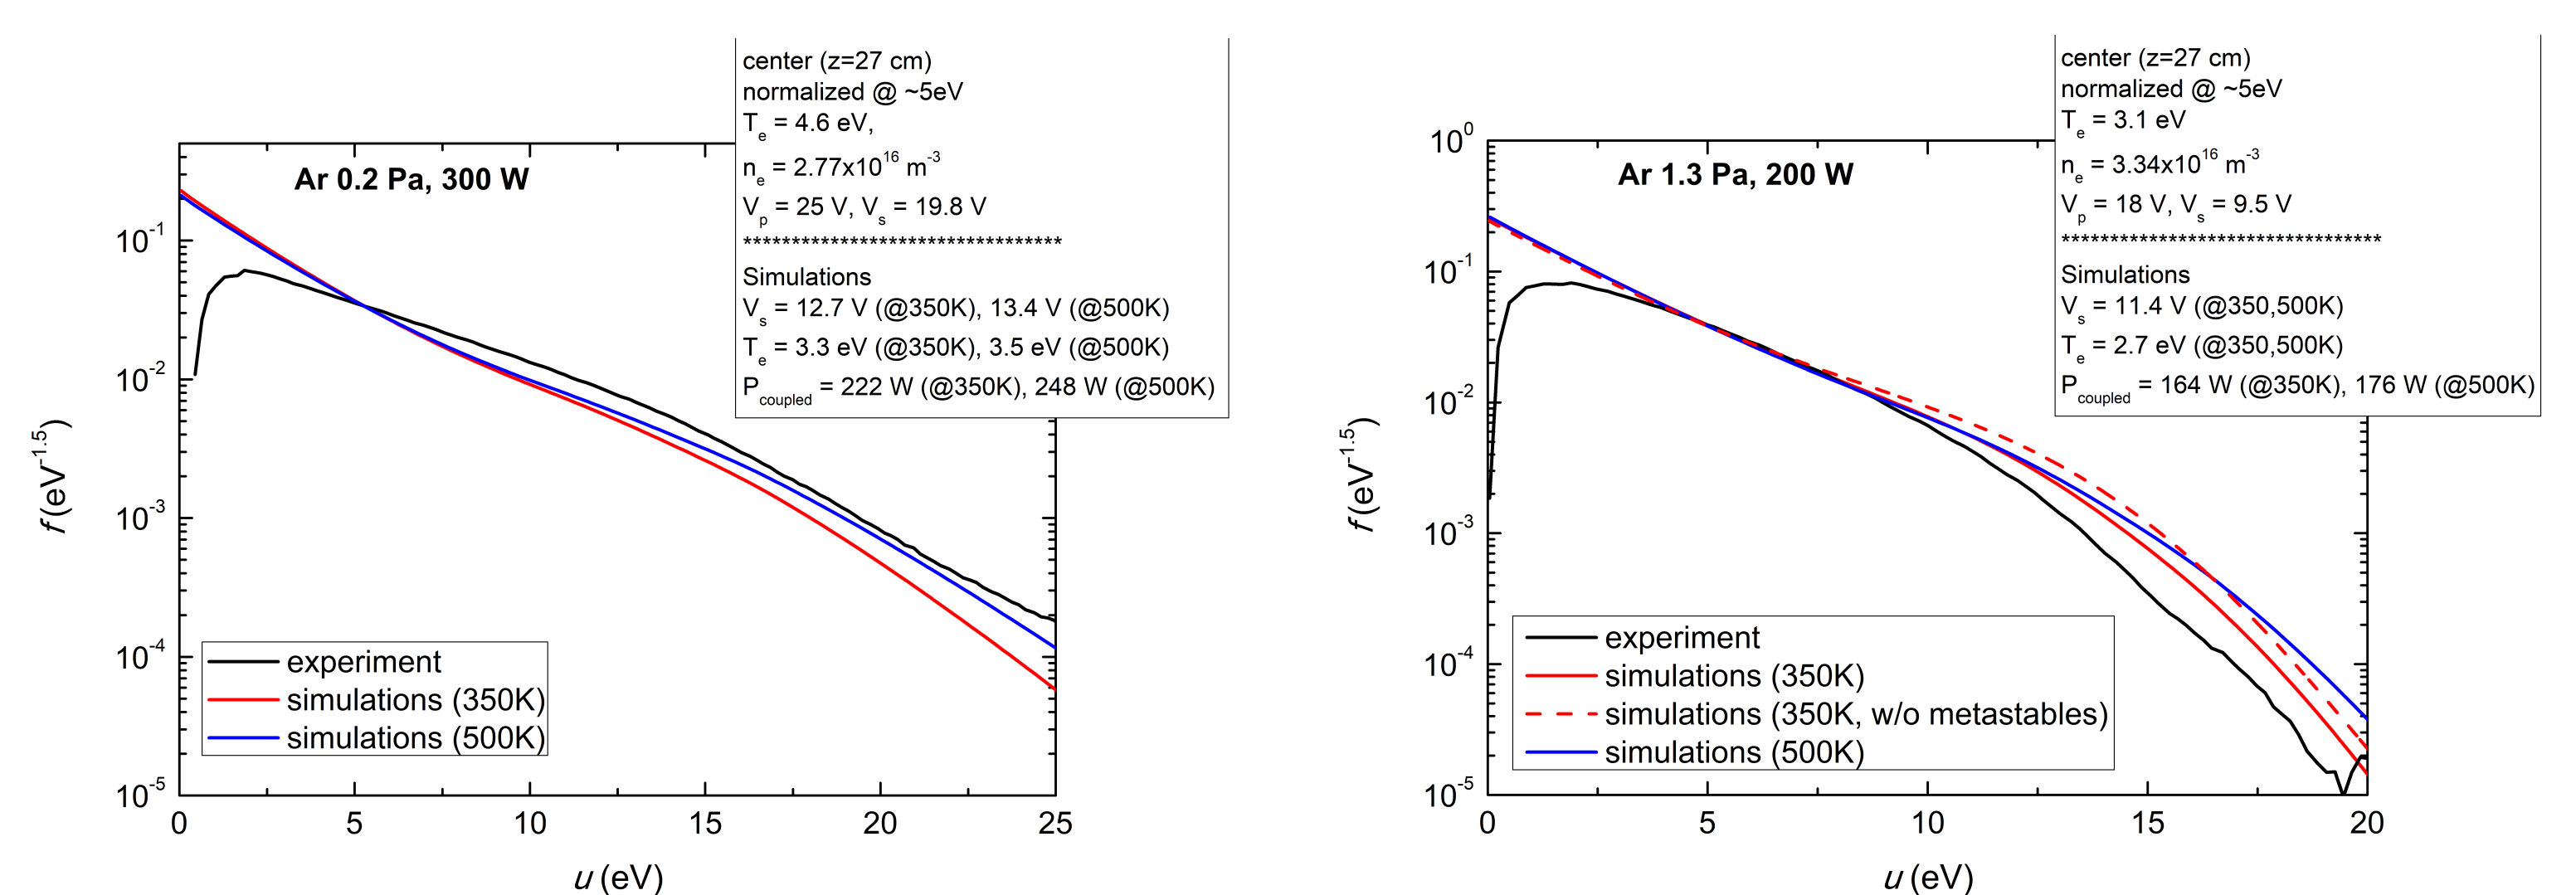 center (z=27 cm)
normalized @ ~5eV
Te = 4.6 eV,
ne = 2.77x10^16 m^-3
Vp = 25 V, Vs = 19.8 V
*********************************
Simulations
Vs = 12.7 V (@350K), 13.4 V (@500K)
Te = 3.3 eV (@350K), 3.5 eV (@500K)
Pcoupled = 222 W (@350K), 248 W (@500K)
Ar 0.2 Pa, 300 W
10^-1
10^-2
10^-3
10^-4
10^-5
f (eV^-1.5)
experiment
simulations (350K)
simulations (500K)
0 5 10 15 20 25
u (eV)
center (z=27 cm)
normalized @ ~5eV
Te = 3.1 eV
ne = 3.34x10^16 m^-3
Vp = 18 V, Vs = 9.5 V
*********************************
Simulations
Vs = 11.4 V (@350,500K)
Te = 2.7 eV (@350,500K)
Pcoupled = 164 W (@350K), 176 W (@500K)
Ar 1.3 Pa, 200 W
10^0
10^-1
10^-2
10^-3
10^-4
10^-5
f (eV^-1.5)
experiment
simulations (350K)
simulations (350K, w/o metastables)
simulations (500K)
0 5 10 15 20
u (eV)